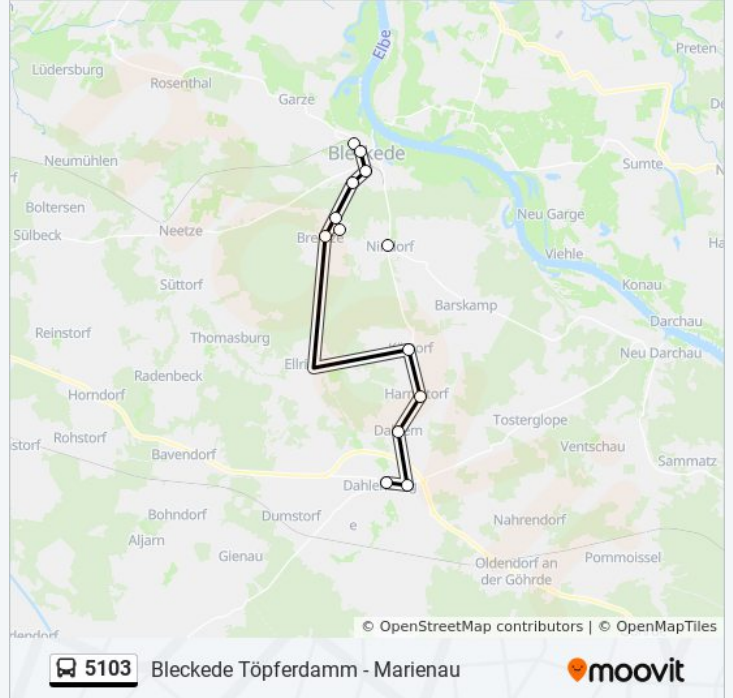 Elbe
Preten
Lüdersburg
Rosenthal
Garze
Bleckede
Neumühlen
Sumte
Boltersen
Neu Garge
Sülbeck
Neetze
Viehle
Süttorf
Konau
Barskamp
Darchau
Reinstorf
Thomasburg
Neu Darchau
Radenbeck
Horndorf
Tosterglope
Rohstorf
Ventschau
Bavendorf
Sammatz
Bohndorf
Dumstorf
Nahrendorf
e
Aljarn
Gienau
Pommoissel
Oldendorf an
der Göhrde
© OpenStreetMap contributors | © OpenMapTiles
5103 Bleckede Töpferdamm - Marienau moovit